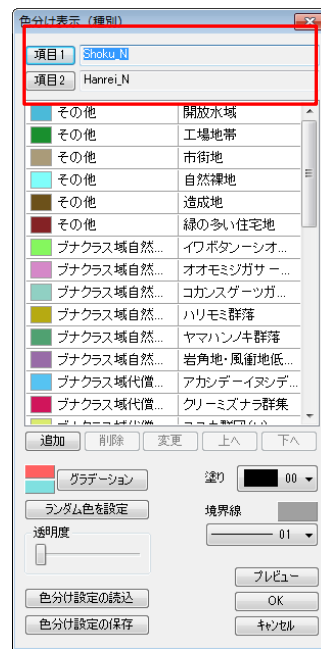 色分け表示（種別）
項目1 Shoku_N
項目2 Hanrei_N
その他 開放水域
その他 工場地帯
その他 市街地
その他 自然裸地
その他 造成地
その他 緑の多い住宅地
ブナクラス域自然... イワボタンーシオ...
ブナクラス域自然... オオモミジガサー...
ブナクラス域自然... コカンスゲーツガ...
ブナクラス域自然... ハリモミ群落
ブナクラス域自然... ヤマハンノキ群落
ブナクラス域自然... 岩角地・風衝地低...
ブナクラス域代償... アカシデーイヌシデ...
ブナクラス域代償... クリーミズナラ群集
追加 削除 変更 上へ 下へ
グラデーション 塗り 00
ランダム色を設定 境界線
透明度 01
プレビュー
色分け設定の読込 OK
色分け設定の保存 キャンセル